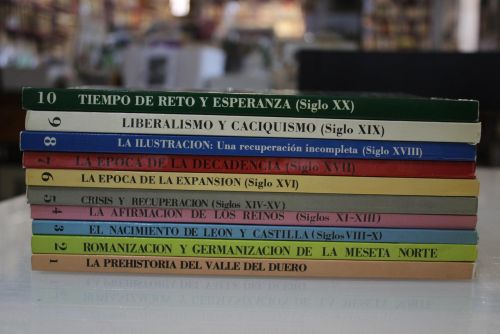 10 TIEMPO DE RETO Y ESPERANZA (Siglo XX)
9 LIBERALISMO Y CACIQUISMO (Siglo XIX)
8 LA ILUSTRACION: Una recuperación incompleta (Siglo XVIII)
7 LA EPOCA DE LA DECADENCIA (Siglo XVII)
6 LA EPOCA DE LA EXPANSION (Siglo XVI)
5 CRISIS Y RECUPERACION (Siglos XIV-XV)
4 LA AFIRMACION DE LOS REINOS (Siglos XI-XIII)
3 EL NACIMIENTO DE LEON Y CASTILLA (Siglos VIII-X)
2 ROMANIZACION Y GERMANIZACION DE LA MESETA NORTE
1 LA PREHISTORIA DEL VALLE DEL DUERO